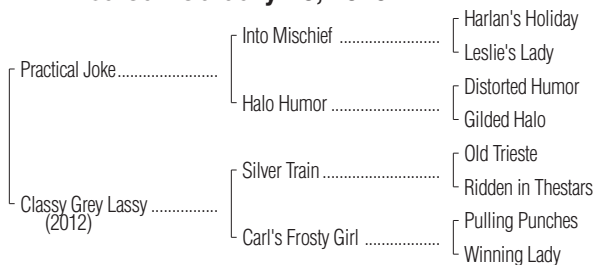 Practical Joke.......................
Classy Grey Lassy ...............
(2012)
Into Mischief .......................
Halo Humor .........................
Silver Train...........................
Carl's Frosty Girl .................
Harlan's Holiday
Leslie's Lady
Distorted Humor
Gilded Halo
Old Trieste
Ridden in Thestars
Pulling Punches
Winning Lady